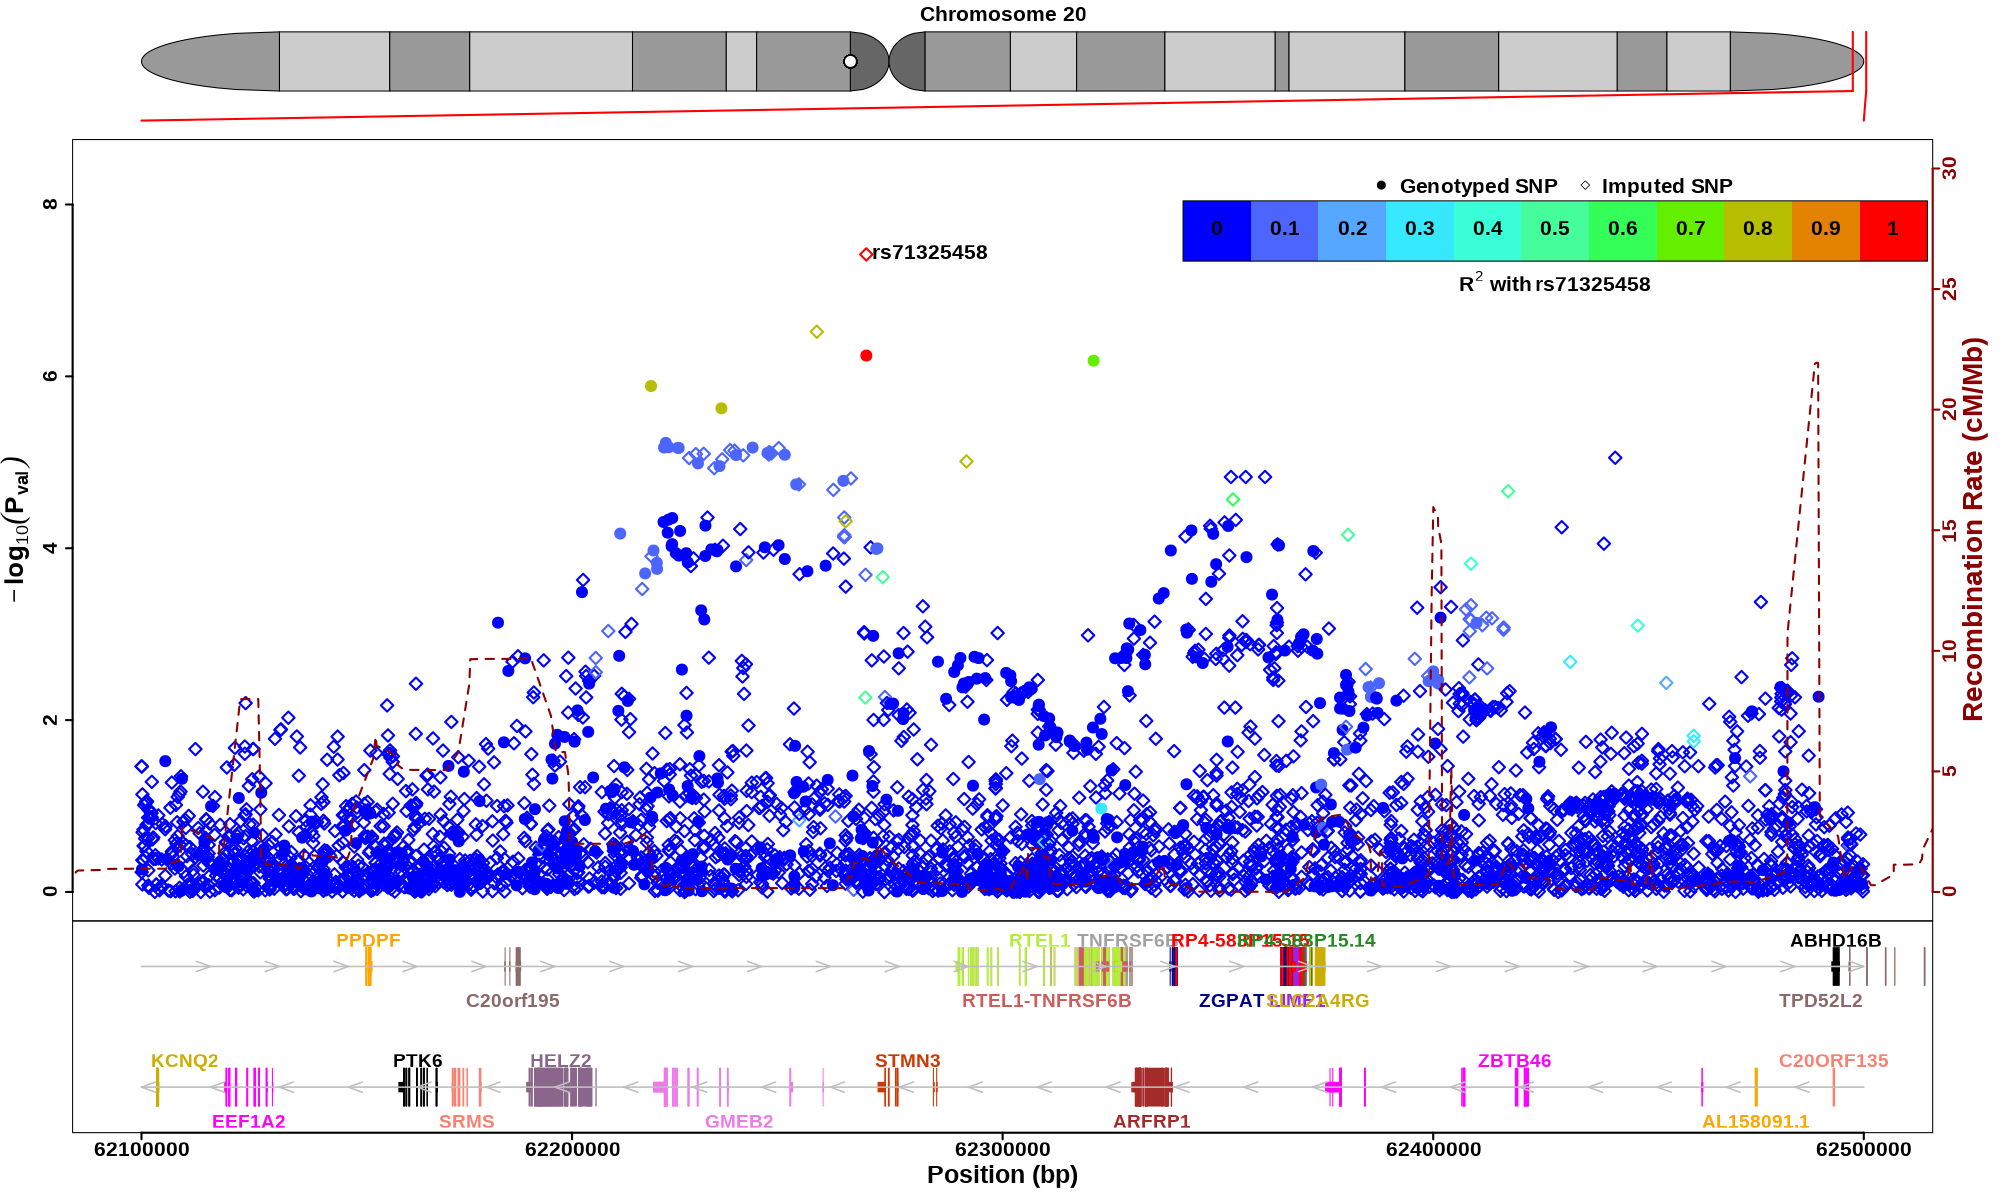 Chromosome 20
Genotyped SNP Imputed SNP
0 0.1 0.2 0.3 0.4 0.5 0.6 0.7 0.8 0.9 1
R2 with rs71325458
rs71325458
−log10(Pval)
0 2 4 6 8
Recombination Rate (cM/Mb)
0 5 10 15 20 25 30
PPDPF RTEL1 TNFRSF6B ABHD16B
C20orf195 RTEL1-TNFRSF6B ZGPAT LIME1 SLC2A4RG TPD52L2
KCNQ2 PTK6 HELZ2 STMN3 ZBTB46 C20ORF135
EEF1A2 SRMS GMEB2 ARFRP1 AL158091.1
62100000 62200000 62300000 62400000 62500000
Position (bp)